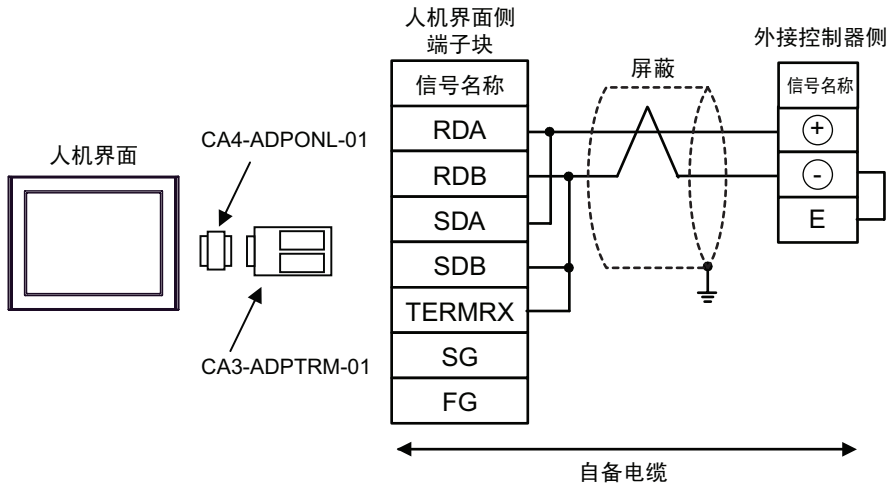 人机界面
CA4-ADPONL-01
CA3-ADPTRM-01
人机界面侧
端子块
信号名称
RDA
RDB
SDA
SDB
TERMRX
SG
FG
屏蔽
外接控制器侧
信号名称
+
-
E
自备电缆